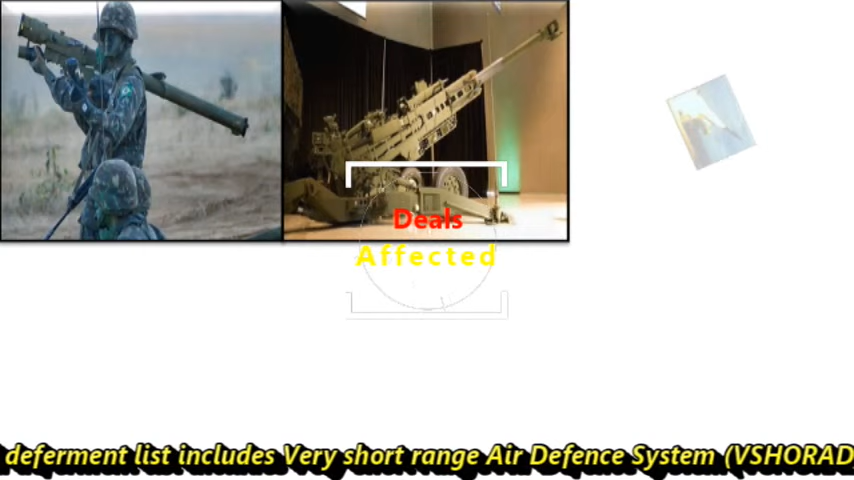 Deals
Affected
deferment list includes Very short range Air Defence System (VSHORAD